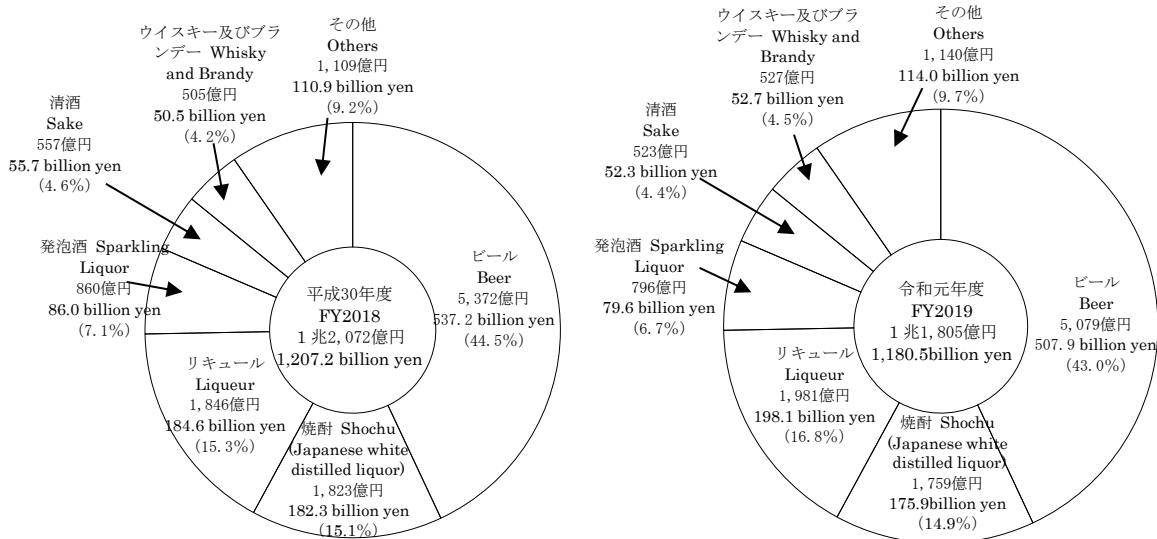 ウイスキー及びブラ
ンデー Whisky
and Brandy
505億円
50.5 billion yen
(4.2%)
その他
Others
1,109億円
110.9 billion yen
(9.2%)
清酒
Sake
557億円
55.7 billion yen
(4.6%)
発泡酒 Sparkling
Liquor
860億円
86.0 billion yen
(7.1%)
ビール
Beer
5,372億円
537.2 billion yen
(44.5%)
平成30年度
FY2018
1 兆2,072億円
1,207.2 billion yen
リキュール
Liqueur
1,846億円
184.6 billion yen
(15.3%)
焼酎 Shochu
(Japanese white
distilled liquor)
1,823億円
182.3 billion yen
(15.1%)
ウイスキー及びブラ
ンデー Whisky and
Brandy
527億円
52.7 billion yen
(4.5%)
その他
Others
1,140億円
114.0 billion yen
(9.7%)
清酒
Sake
523億円
52.3 billion yen
(4.4%)
発泡酒 Sparkling
Liquor
796億円
79.6 billion yen
(6.7%)
ビール
Beer
5,079億円
507.9 billion yen
(43.0%)
令和元年度
FY2019
1 兆1,805億円
1,180.5billion yen
リキュール
Liqueur
1,981億円
198.1 billion yen
(16.8%)
焼酎 Shochu
(Japanese white
distilled liquor)
1,759億円
175.9billion yen
(14.9%)